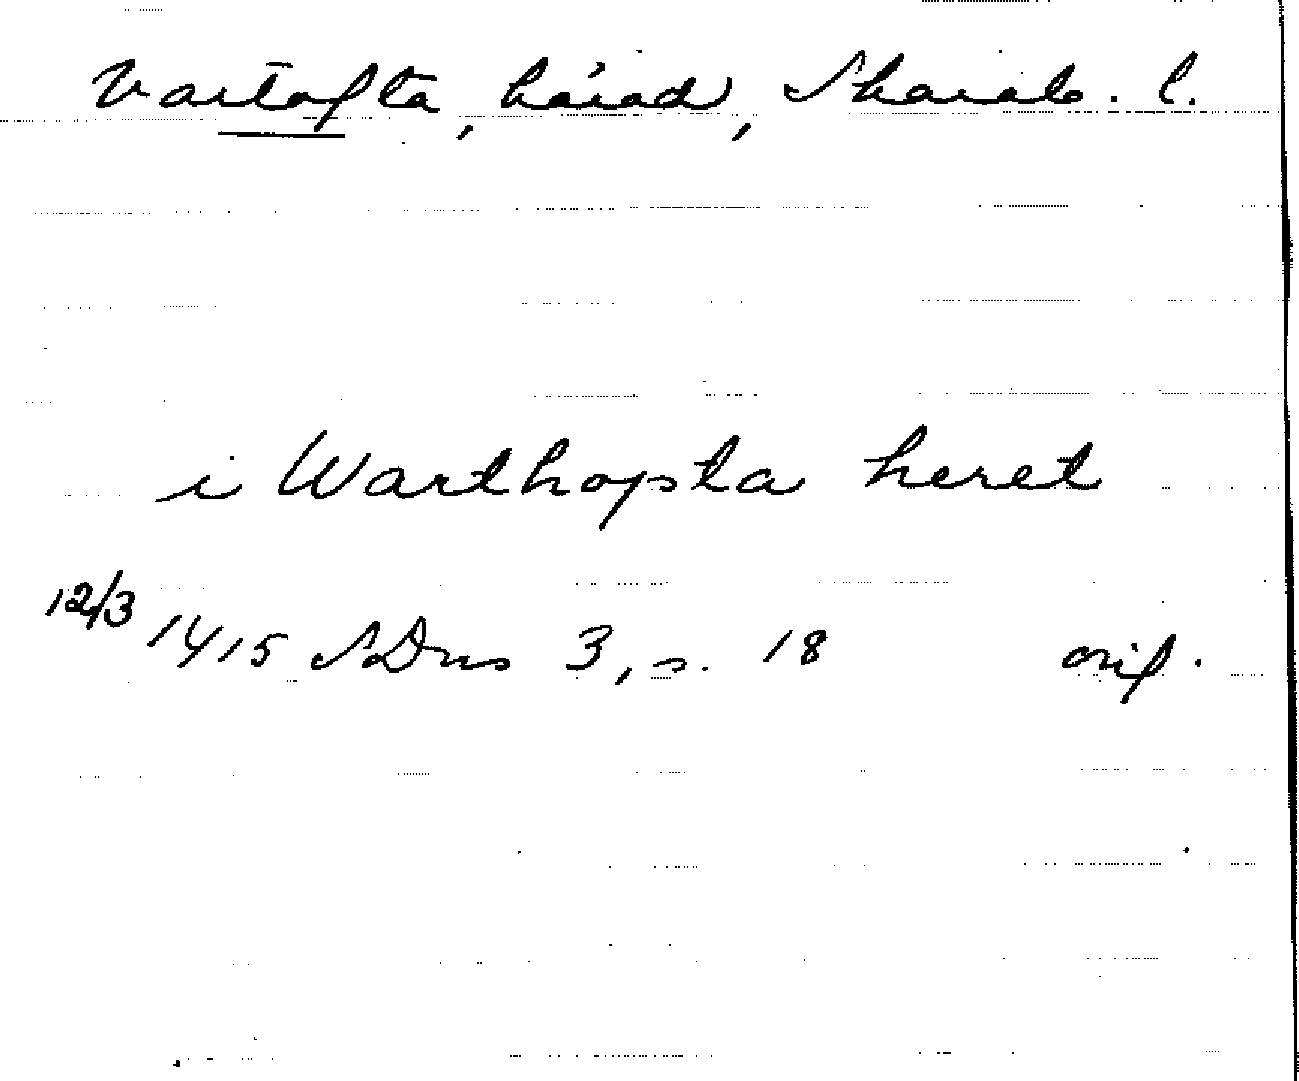 Vartofta, härad, Skarab. l.
i Warthopta heret
12/3 1415 SDns 3, s. 18 orig.